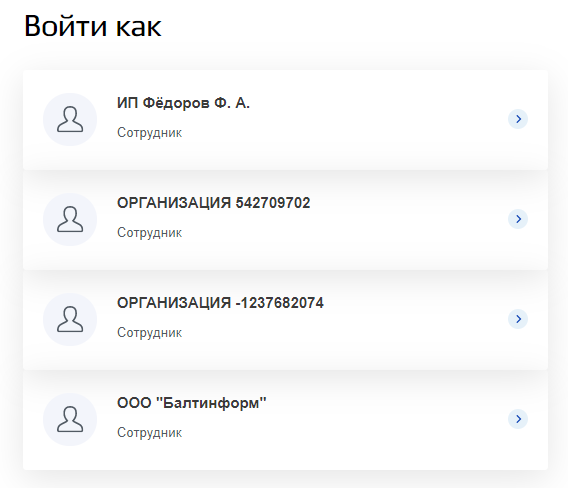 Войти как
ИП Фёдоров Ф. А.
Сотрудник
ОРГАНИЗАЦИЯ 542709702
Сотрудник
ОРГАНИЗАЦИЯ -1237682074
Сотрудник
ООО "Балтинформ"
Сотрудник